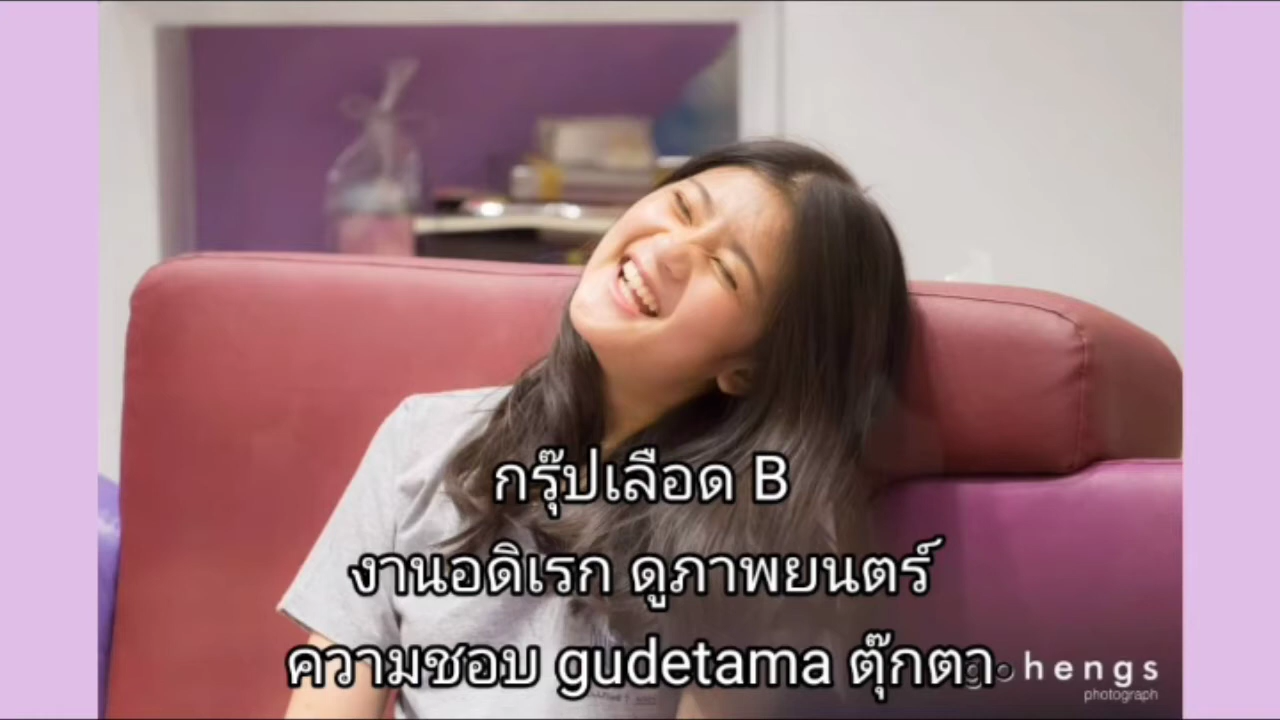 กรุ๊ปเลือด B
งานอดิเรก ดูภาพยนตร์
ความชอบ gudetama ตุ๊กตา
hengs
photograph